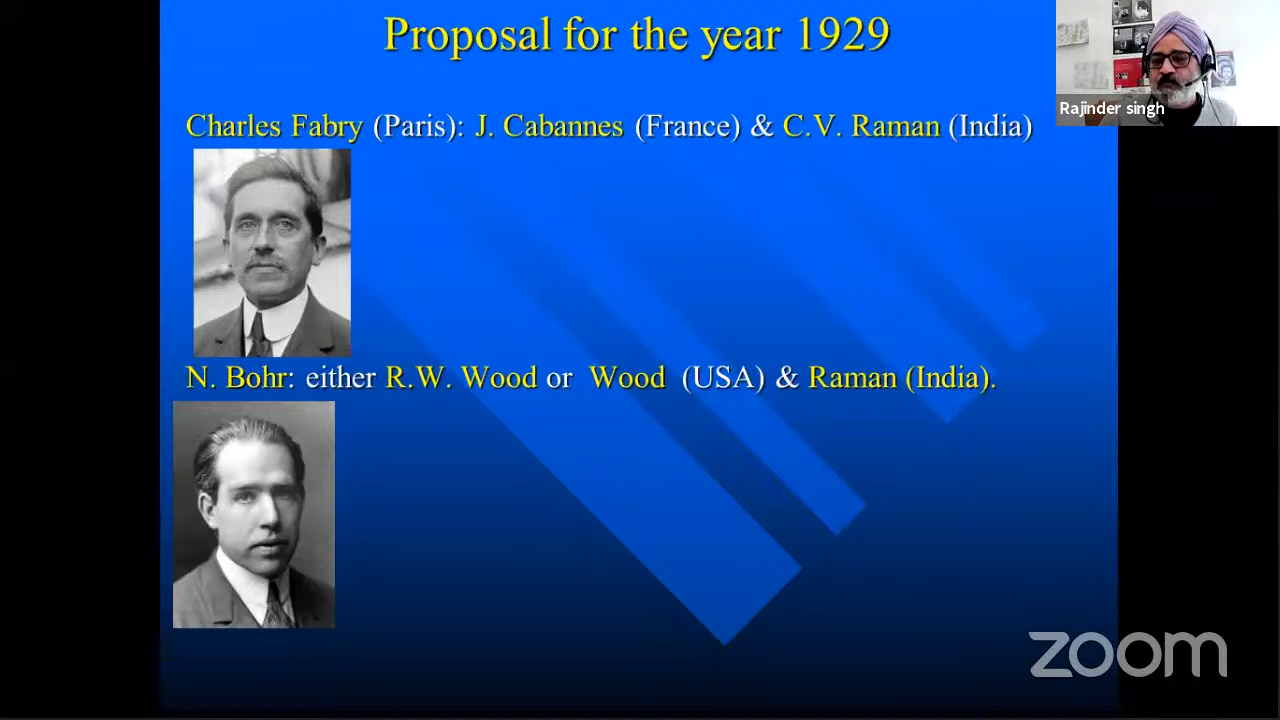 Proposal for the year 1929
Rajinder singh
Charles Fabry (Paris): J. Cabannes (France) & C.V. Raman (India)
N. Bohr: either R.W. Wood or Wood (USA) & Raman (India).
zoom